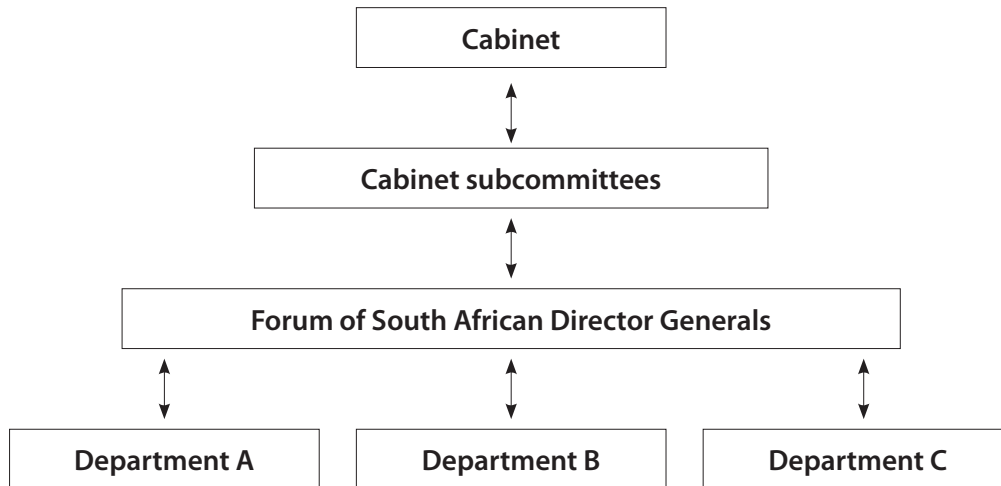 Cabinet
Cabinet subcommittees
Forum of South African Director Generals
Department A
Department B
Department C